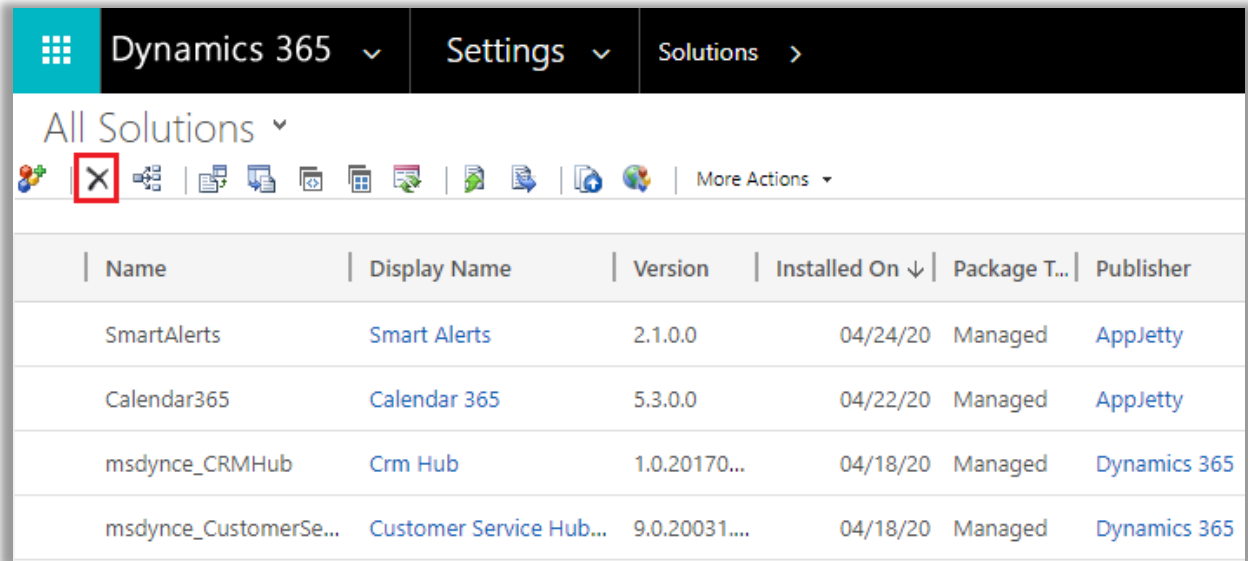 Dynamics 365 Settings Solutions
All Solutions
More Actions
Name Display Name Version Installed On Package T... Publisher
SmartAlerts Smart Alerts 2.1.0.0 04/24/20 Managed AppJetty
Calendar365 Calendar 365 5.3.0.0 04/22/20 Managed AppJetty
msdynce_CRMHub Crm Hub 1.0.20170... 04/18/20 Managed Dynamics 365
msdynce_CustomerSe... Customer Service Hub... 9.0.20031.... 04/18/20 Managed Dynamics 365